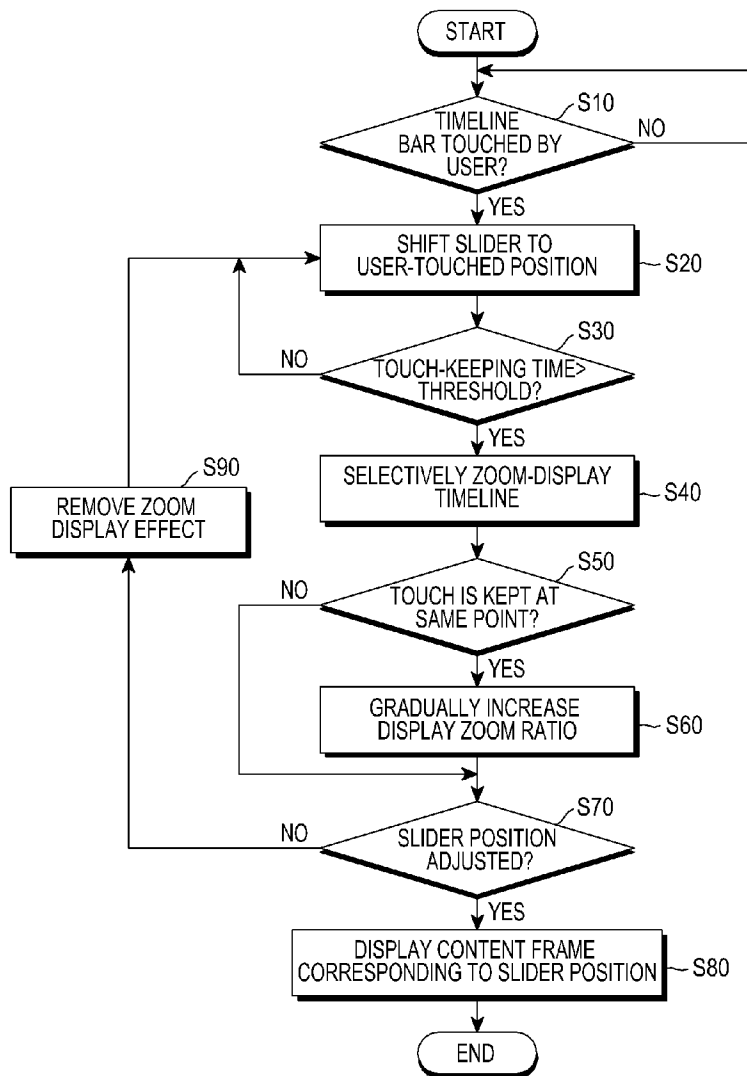 START
S10
TIMELINE
BAR TOUCHED BY
USER?
NO
YES
SHIFT SLIDER TO
USER-TOUCHED POSITION
S20
S30
NO
TOUCH-KEEPING TIME>
THRESHOLD?
YES
S90
REMOVE ZOOM
DISPLAY EFFECT
SELECTIVELY ZOOM-DISPLAY
TIMELINE
S40
S50
NO
TOUCH IS KEPT AT
SAME POINT?
YES
GRADUALLY INCREASE
DISPLAY ZOOM RATIO
S60
S70
NO
SLIDER POSITION
ADJUSTED?
YES
DISPLAY CONTENT FRAME
CORRESPONDING TO SLIDER POSITION
S80
END